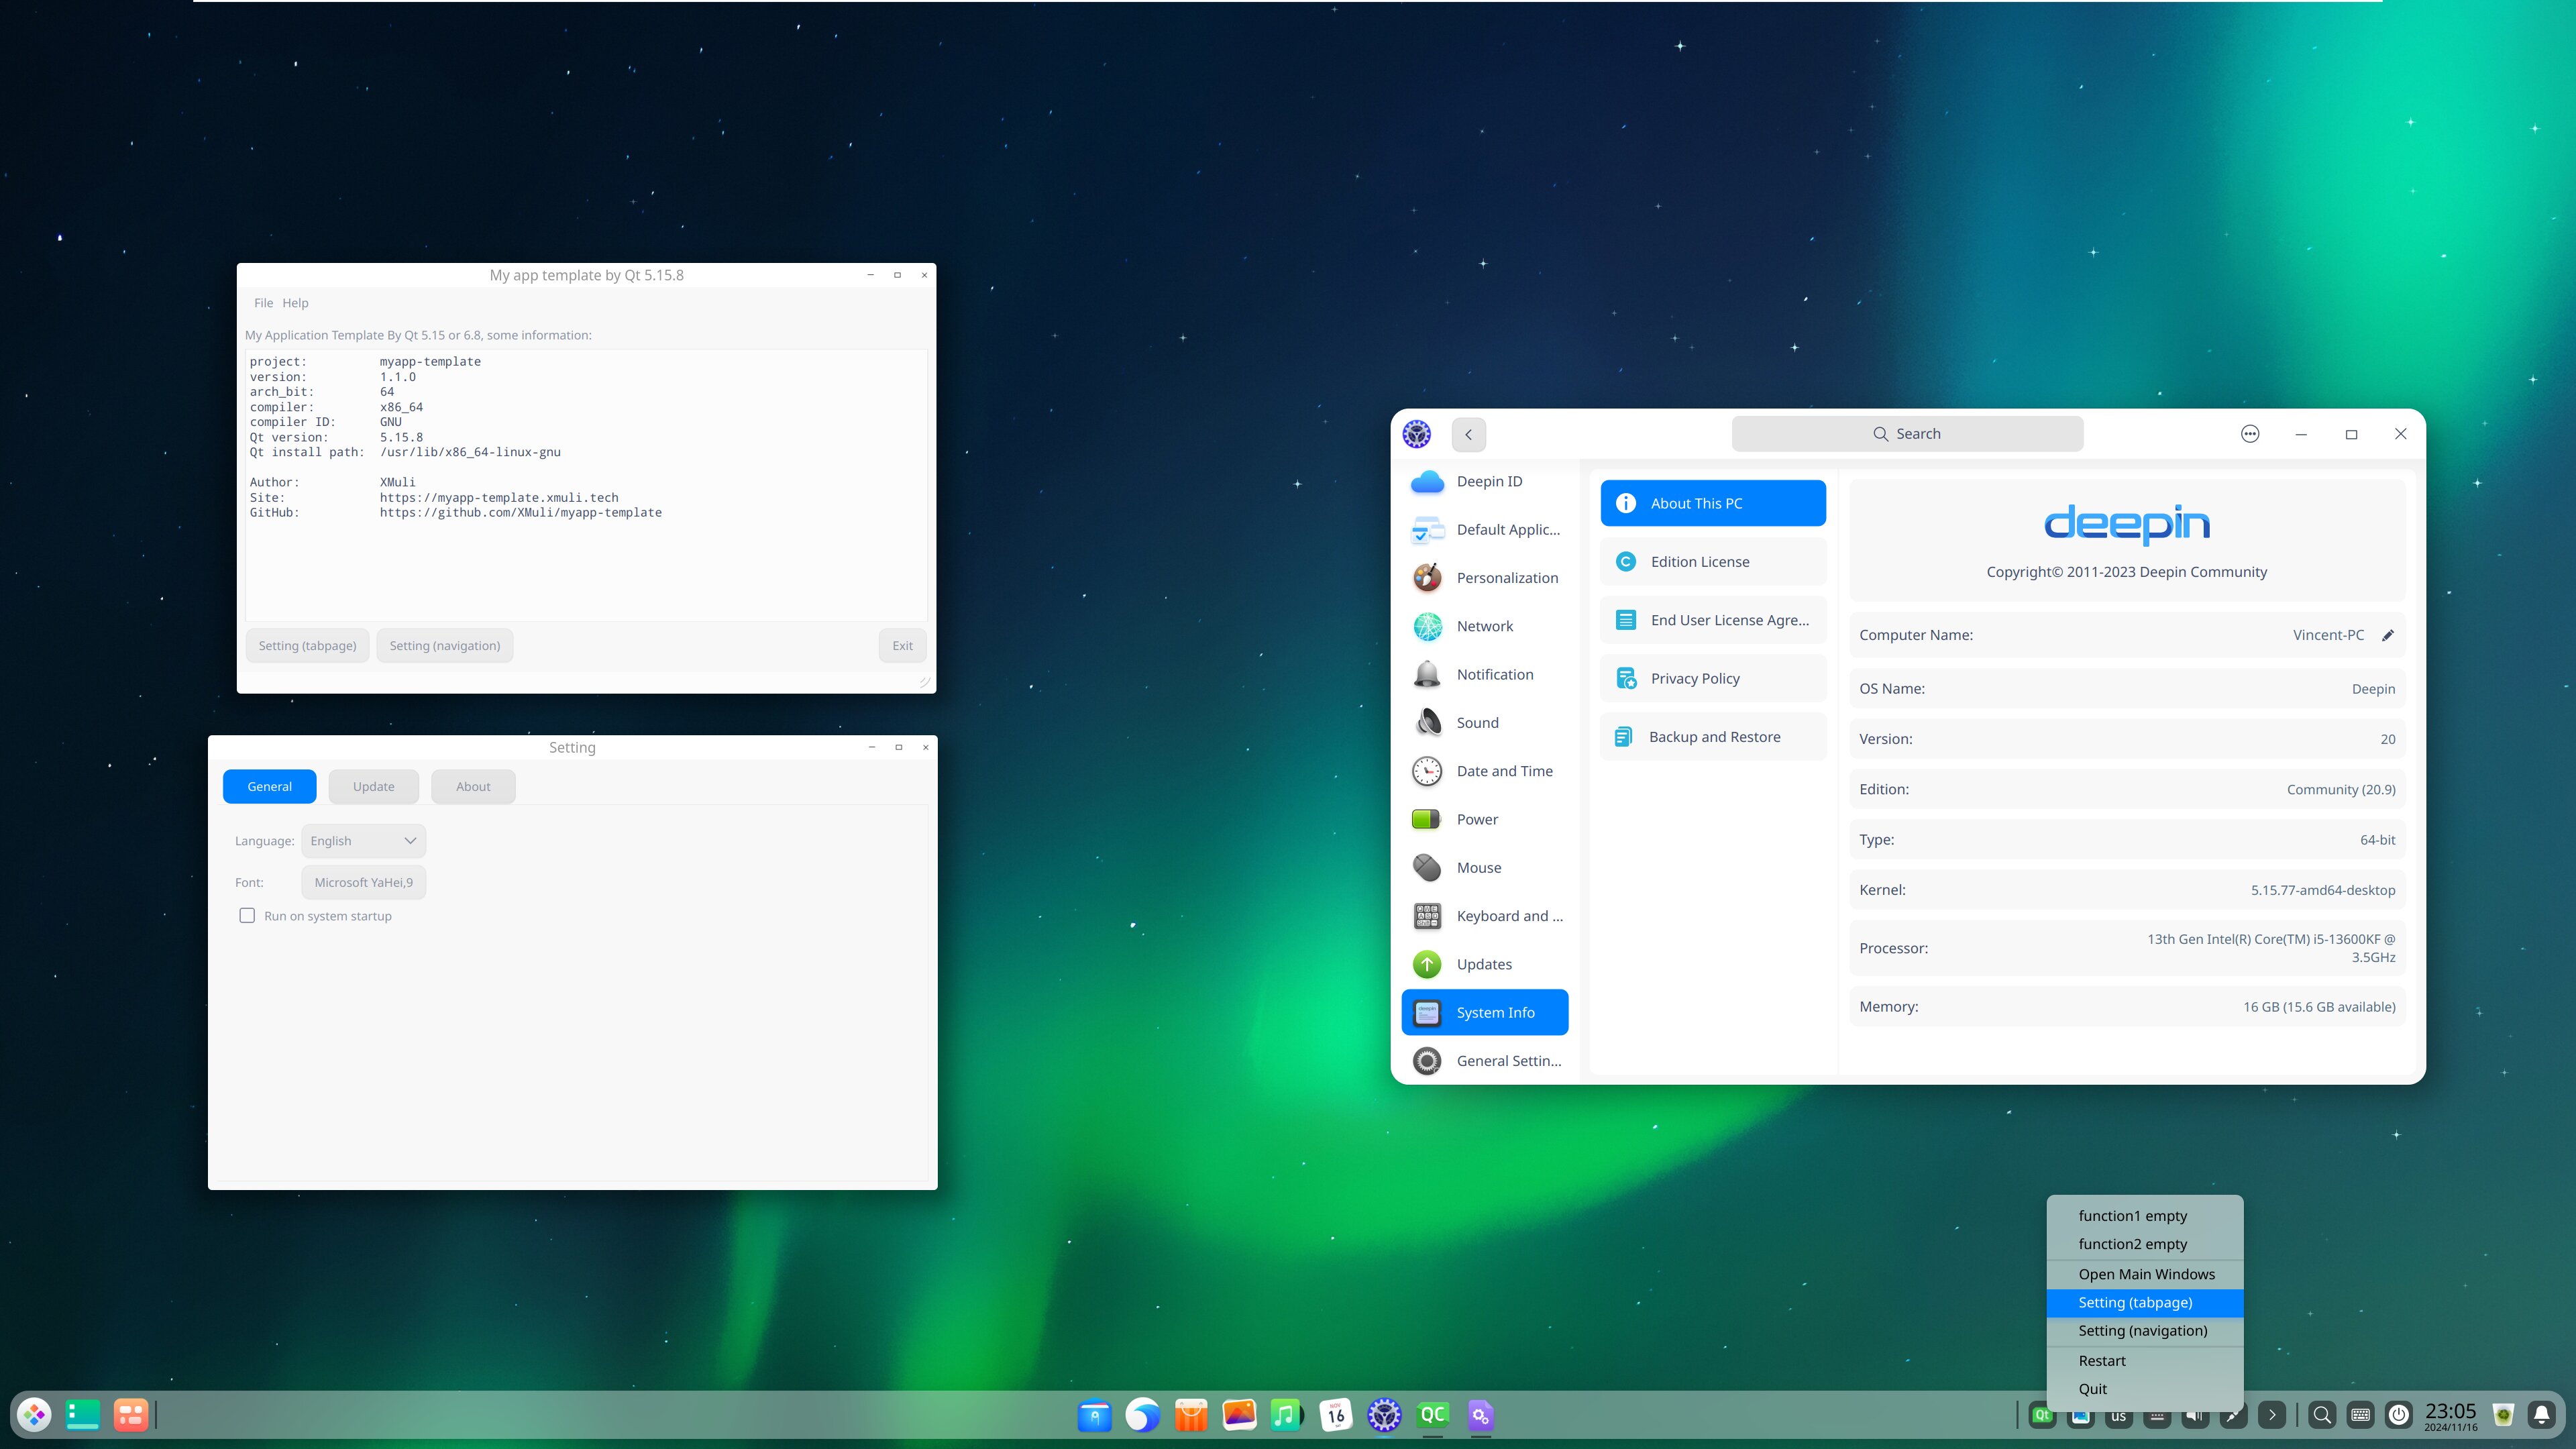 My app template by Qt 5.15.8
File Help
My Application Template By Qt 5.15 or 6.8, some information:
project: myapp-template
version: 1.1.0
arch_bit: 64
compiler: x86_64
compiler ID: GNU
Qt version: 5.15.8
Qt install path: /usr/lib/x86_64-linux-gnu
Author: XMuli
Site: https://myapp-template.xmuli.tech
GitHub: https://github.com/XMuli/myapp-template
Setting (tabpage) Setting (navigation) Exit
Setting
General Update About
Language: English
Font: Microsoft YaHei,9
Run on system startup
Search
Deepin ID
Default Applic...
Personalization
Network
Notification
Sound
Date and Time
Power
Mouse
Keyboard and ...
Updates
System Info
General Settin...
About This PC
Edition License
End User License Agre...
Privacy Policy
Backup and Restore
deepin
Copyright© 2011-2023 Deepin Community
Computer Name: Vincent-PC
OS Name: Deepin
Version: 20
Edition: Community (20.9)
Type: 64-bit
Kernel: 5.15.77-amd64-desktop
Processor: 13th Gen Intel(R) Core(TM) i5-13600KF @
3.5GHz
Memory: 16 GB (15.6 GB available)
function1 empty
function2 empty
Open Main Windows
Setting (tabpage)
Setting (navigation)
Restart
Quit
NOV
16
QC
Qt
us
23:05
2024/11/16